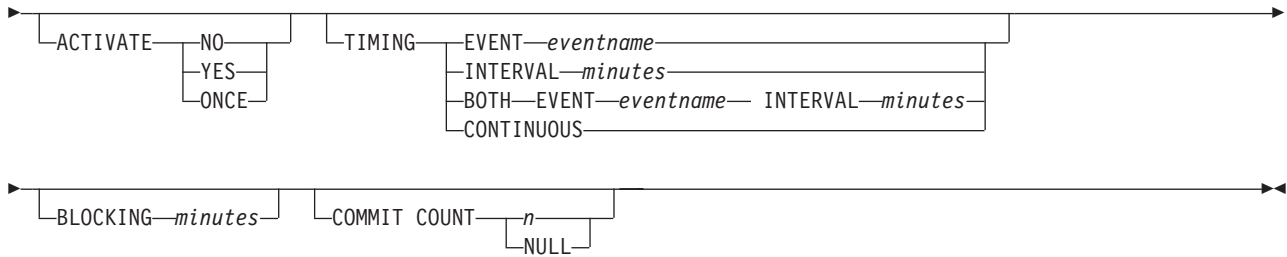 ACTIVATE NO TIMING EVENT eventname
YES INTERVAL minutes
ONCE BOTH EVENT eventname INTERVAL minutes
CONTINUOUS
BLOCKING minutes COMMIT COUNT n
NULL